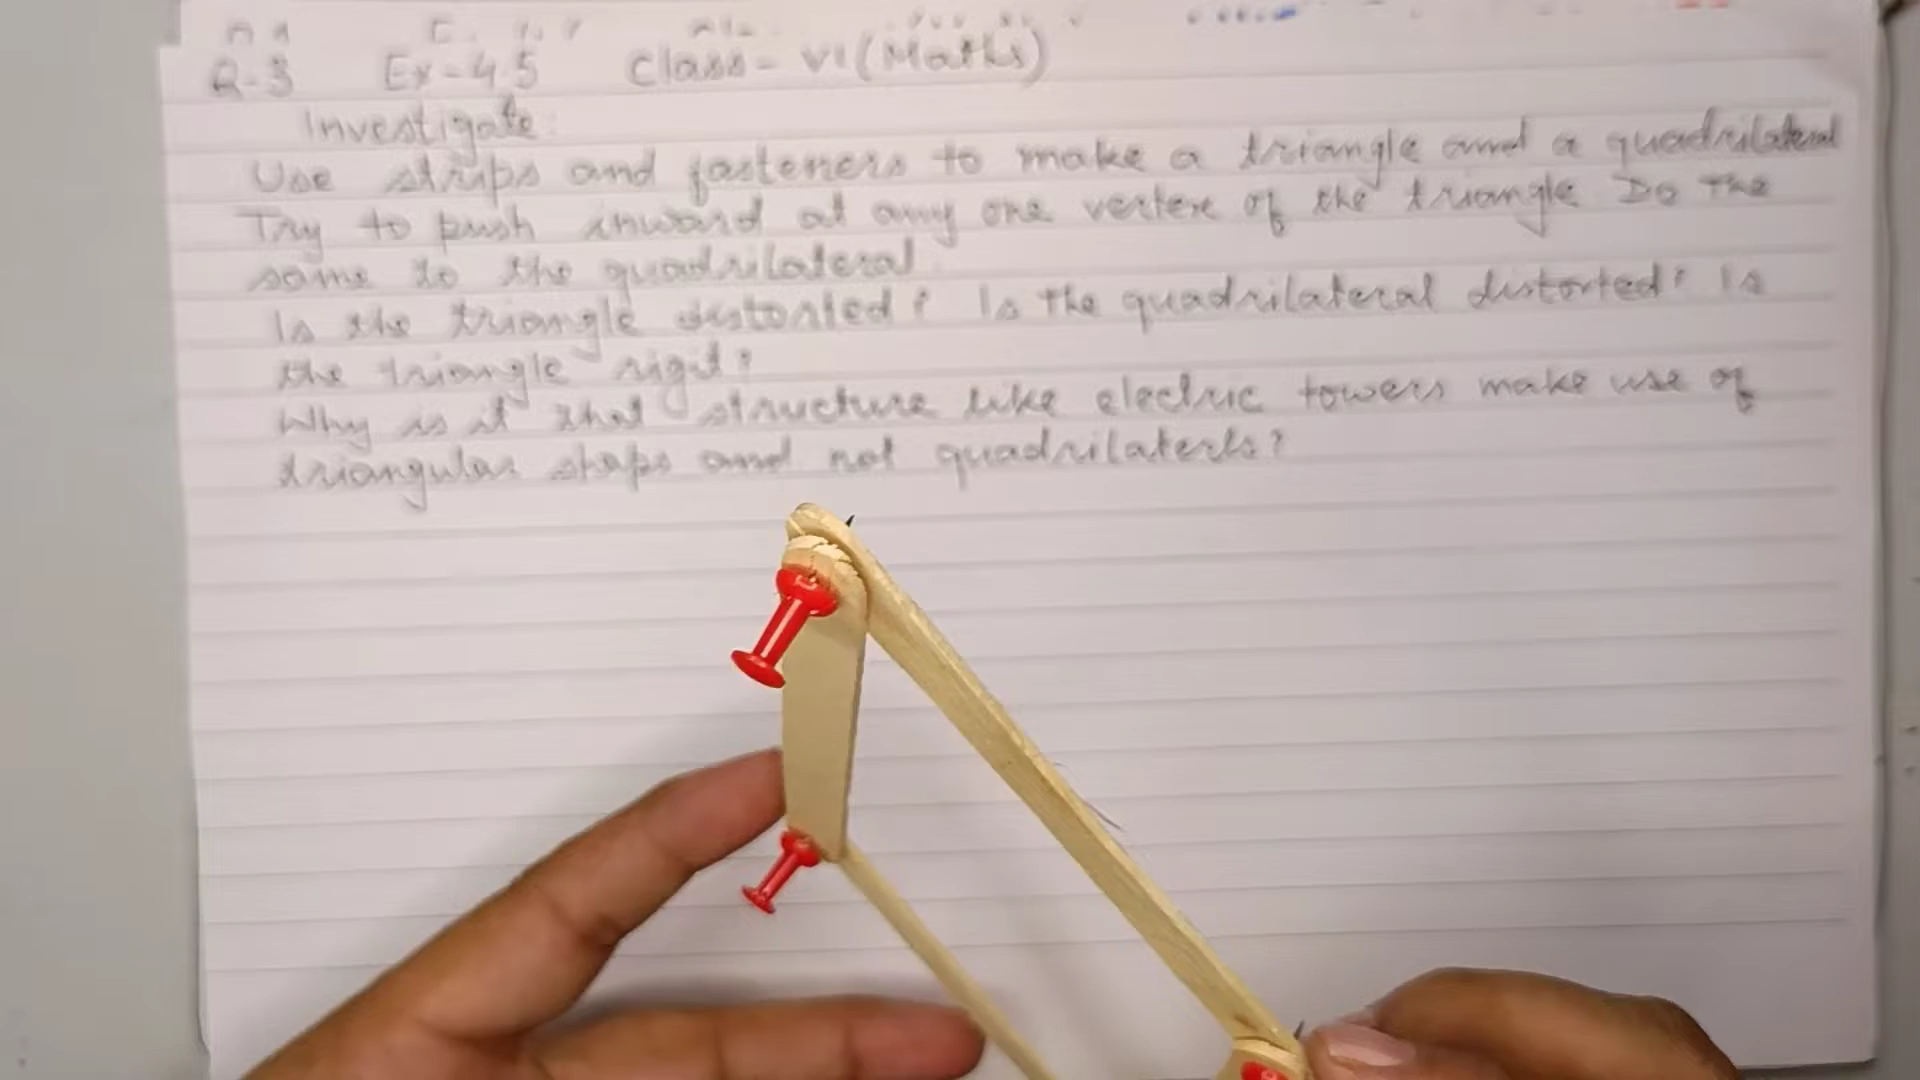 Q-3 Ex-4.5 Class-VI (Maths)
Investigate:
Use strips and fasteners to make a triangle and a quadrilateral
Try to push inward at any one vertex of the triangle Do The
same to the quadrilateral
Is the triangle distorted? Is the quadrilateral distorted? Is
the triangle rigit?
Why is it that structure like electric towers make use of
triangular shaps and not quadrilaterls?